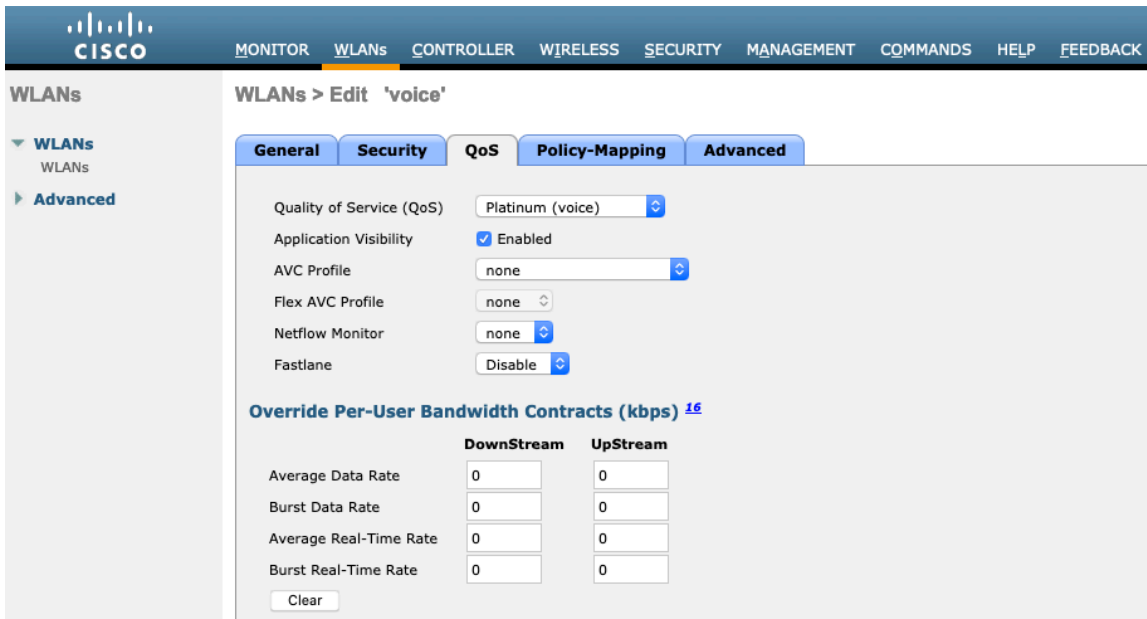 CISCO
MONITOR WLANs CONTROLLER WIRELESS SECURITY MANAGEMENT COMMANDS HELP FEEDBACK
WLANs
WLANs > Edit 'voice'
WLANs
WLANs
Advanced
General Security QoS Policy-Mapping Advanced
Quality of Service (QoS) Platinum (voice)
Application Visibility Enabled
AVC Profile none
Flex AVC Profile none
Netflow Monitor none
Fastlane Disable
Override Per-User Bandwidth Contracts (kbps) 16
DownStream UpStream
Average Data Rate 0 0
Burst Data Rate 0 0
Average Real-Time Rate 0 0
Burst Real-Time Rate 0 0
Clear